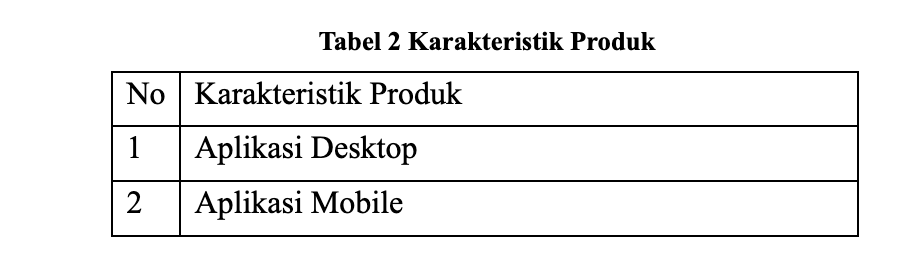 Tabel 2 Karakteristik Produk
No Karakteristik Produk
1 Aplikasi Desktop
2 Aplikasi Mobile